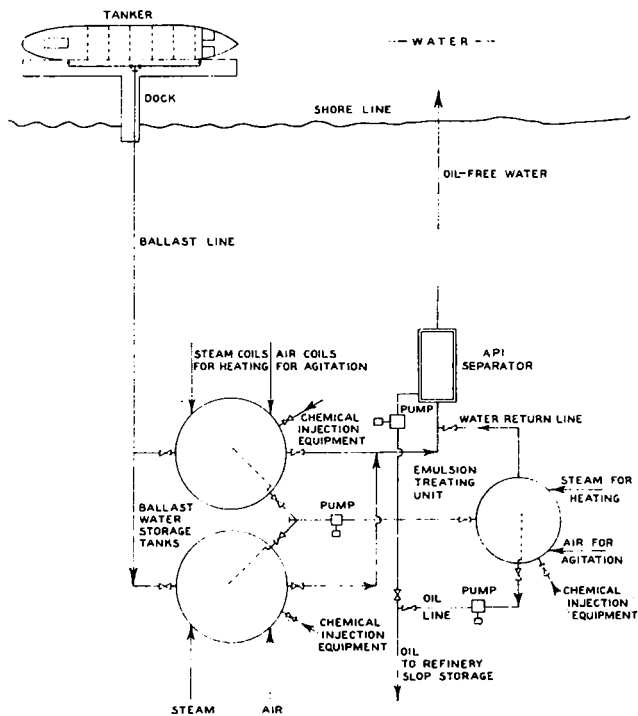 TANKER
—WATER—
DOCK
SHORE LINE
OIL-FREE WATER
BALLAST LINE
API
SEPARATOR
STEAM COILS
FOR HEATING
AIR COILS
FOR AGITATION
PUMP
CHEMICAL
INJECTION
EQUIPMENT
WATER RETURN LINE
EMULSION
TREATING
UNIT
STEAM FOR
HEATING
BALLAST
WATER
STORAGE
TANKS
PUMP
AIR FOR
AGITATION
PUMP
OIL
LINE
CHEMICAL
INJECTION
EQUIPMENT
CHEMICAL
INJECTION
EQUIPMENT
OIL
TO REFINERY
SLOP STORAGE
STEAM
AIR